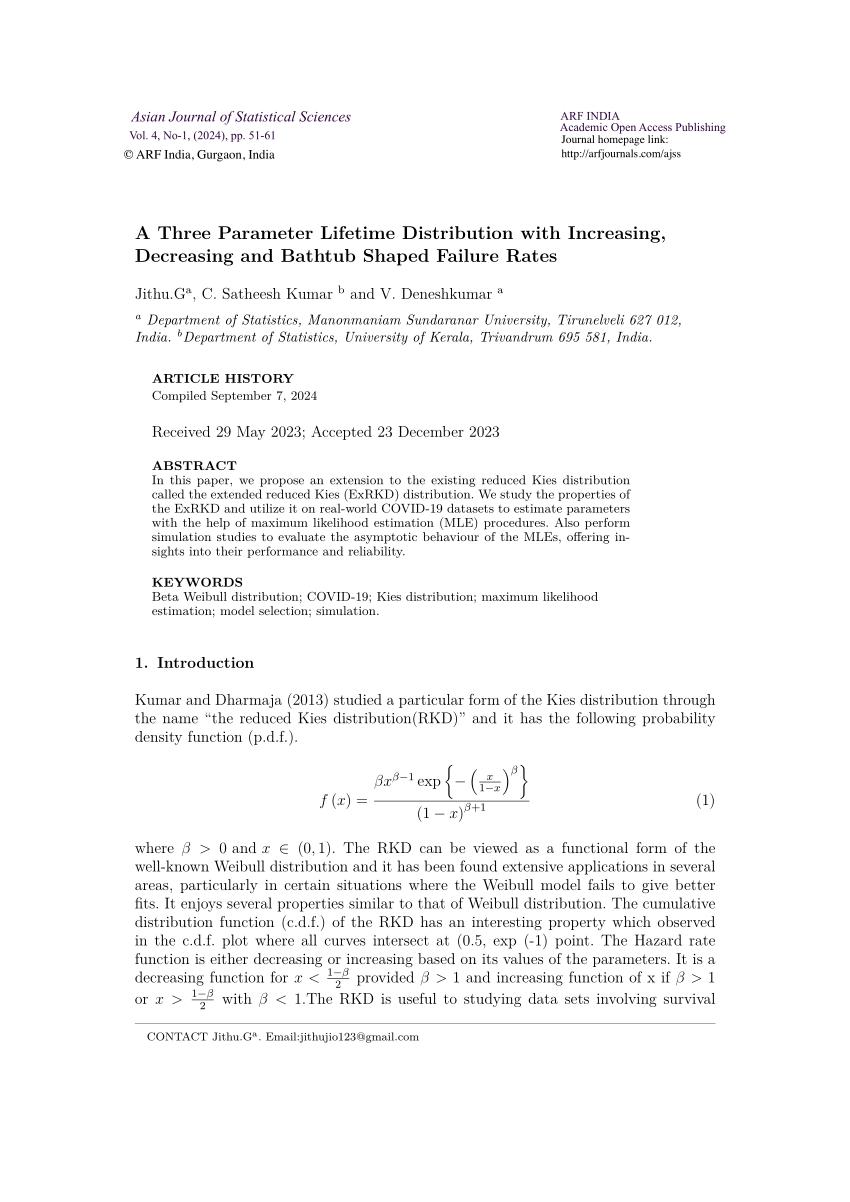 Asian Journal of Statistical Sciences
Vol. 4, No-1, (2024), pp. 51-61
© ARF India, Gurgaon, India
ARF INDIA
Academic Open Access Publishing
Journal homepage link:
http://arfjournals.com/ajss
A Three Parameter Lifetime Distribution with Increasing,
Decreasing and Bathtub Shaped Failure Rates
Jithu.Gᵃ, C. Satheesh Kumar ᵇ and V. Deneshkumar ᵃ
ᵃ Department of Statistics, Manonmaniam Sundaranar University, Tirunelveli 627 012,
India. ᵇDepartment of Statistics, University of Kerala, Trivandrum 695 581, India.
ARTICLE HISTORY
Compiled September 7, 2024
Received 29 May 2023; Accepted 23 December 2023
ABSTRACT
In this paper, we propose an extension to the existing reduced Kies distribution
called the extended reduced Kies (ExRKD) distribution. We study the properties of
the ExRKD and utilize it on real-world COVID-19 datasets to estimate parameters
with the help of maximum likelihood estimation (MLE) procedures. Also perform
simulation studies to evaluate the asymptotic behaviour of the MLEs, offering in-
sights into their performance and reliability.
KEYWORDS
Beta Weibull distribution; COVID-19; Kies distribution; maximum likelihood
estimation; model selection; simulation.
1. Introduction
Kumar and Dharmaja (2013) studied a particular form of the Kies distribution through
the name “the reduced Kies distribution(RKD)” and it has the following probability
density function (p.d.f.).
f (x) = \frac{βx^{β−1} exp {−(\frac{x}{1−x})^β}}{(1 − x)^{β+1}} (1)
where β > 0 and x ∈ (0, 1). The RKD can be viewed as a functional form of the
well-known Weibull distribution and it has been found extensive applications in several
areas, particularly in certain situations where the Weibull model fails to give better
fits. It enjoys several properties similar to that of Weibull distribution. The cumulative
distribution function (c.d.f.) of the RKD has an interesting property which observed
in the c.d.f. plot where all curves intersect at (0.5, exp (-1) point. The Hazard rate
function is either decreasing or increasing based on its values of the parameters. It is a
decreasing function for x < \frac{1−β}{2} provided β > 1 and increasing function of x if β > 1
or x > \frac{1−β}{2} with β < 1.The RKD is useful to studying data sets involving survival
CONTACT Jithu.Gᵃ. Email:jithujio123@gmail.com